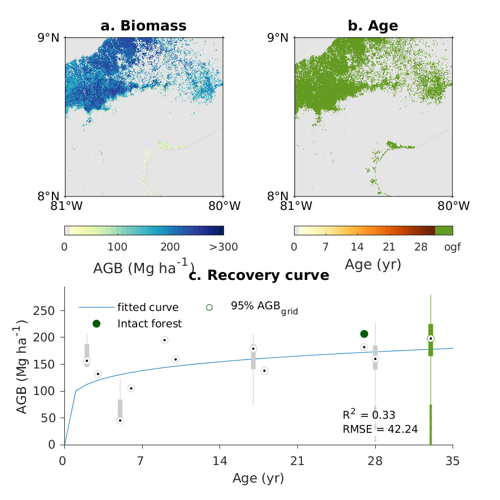 a. Biomass
b. Age
9°N
9°N
8°N
8°N
81°W
80°W
81°W
80°W
0 100 200 >300
0 7 14 21 28 ogf
AGB (Mg ha⁻¹)
Age (yr)
c. Recovery curve
fitted curve
95% AGB_grid
Intact forest
AGB (Mg ha⁻¹)
250
200
150
100
50
0
R² = 0.33
RMSE = 42.24
0 7 14 21 28 35
Age (yr)